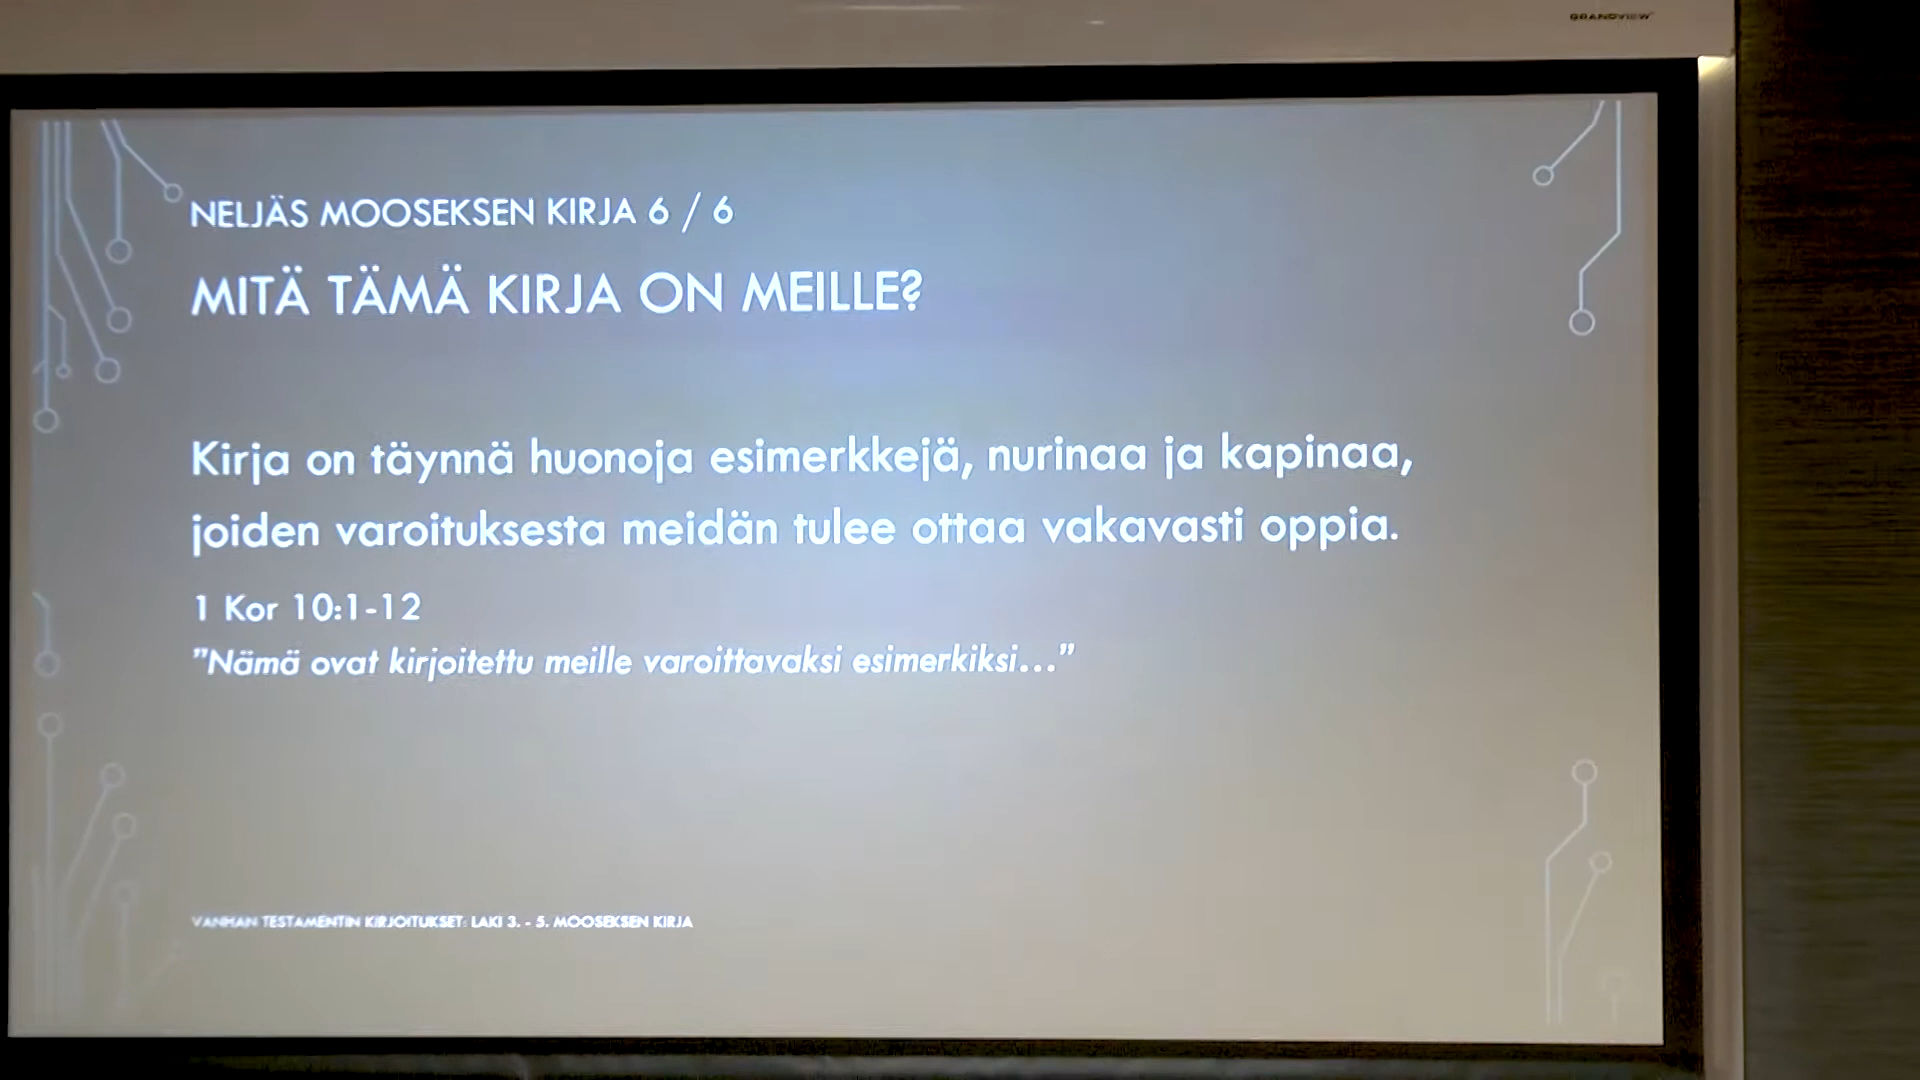 GRANDVIEW
NELJÄS MOOSEKSEN KIRJA 6 / 6
MITÄ TÄMÄ KIRJA ON MEILLE?
Kirja on täynnä huonoja esimerkkejä, nurinaa ja kapinaa,
joiden varoituksesta meidän tulee ottaa vakavasti oppia.
1 Kor 10:1-12
"Nämä ovat kirjoitettu meille varoittavaksi esimerkiksi..."
VANHAN TESTAMENTIN KIRJOITUKSET: LAKI 3. - 5. MOOSEKSEN KIRJA